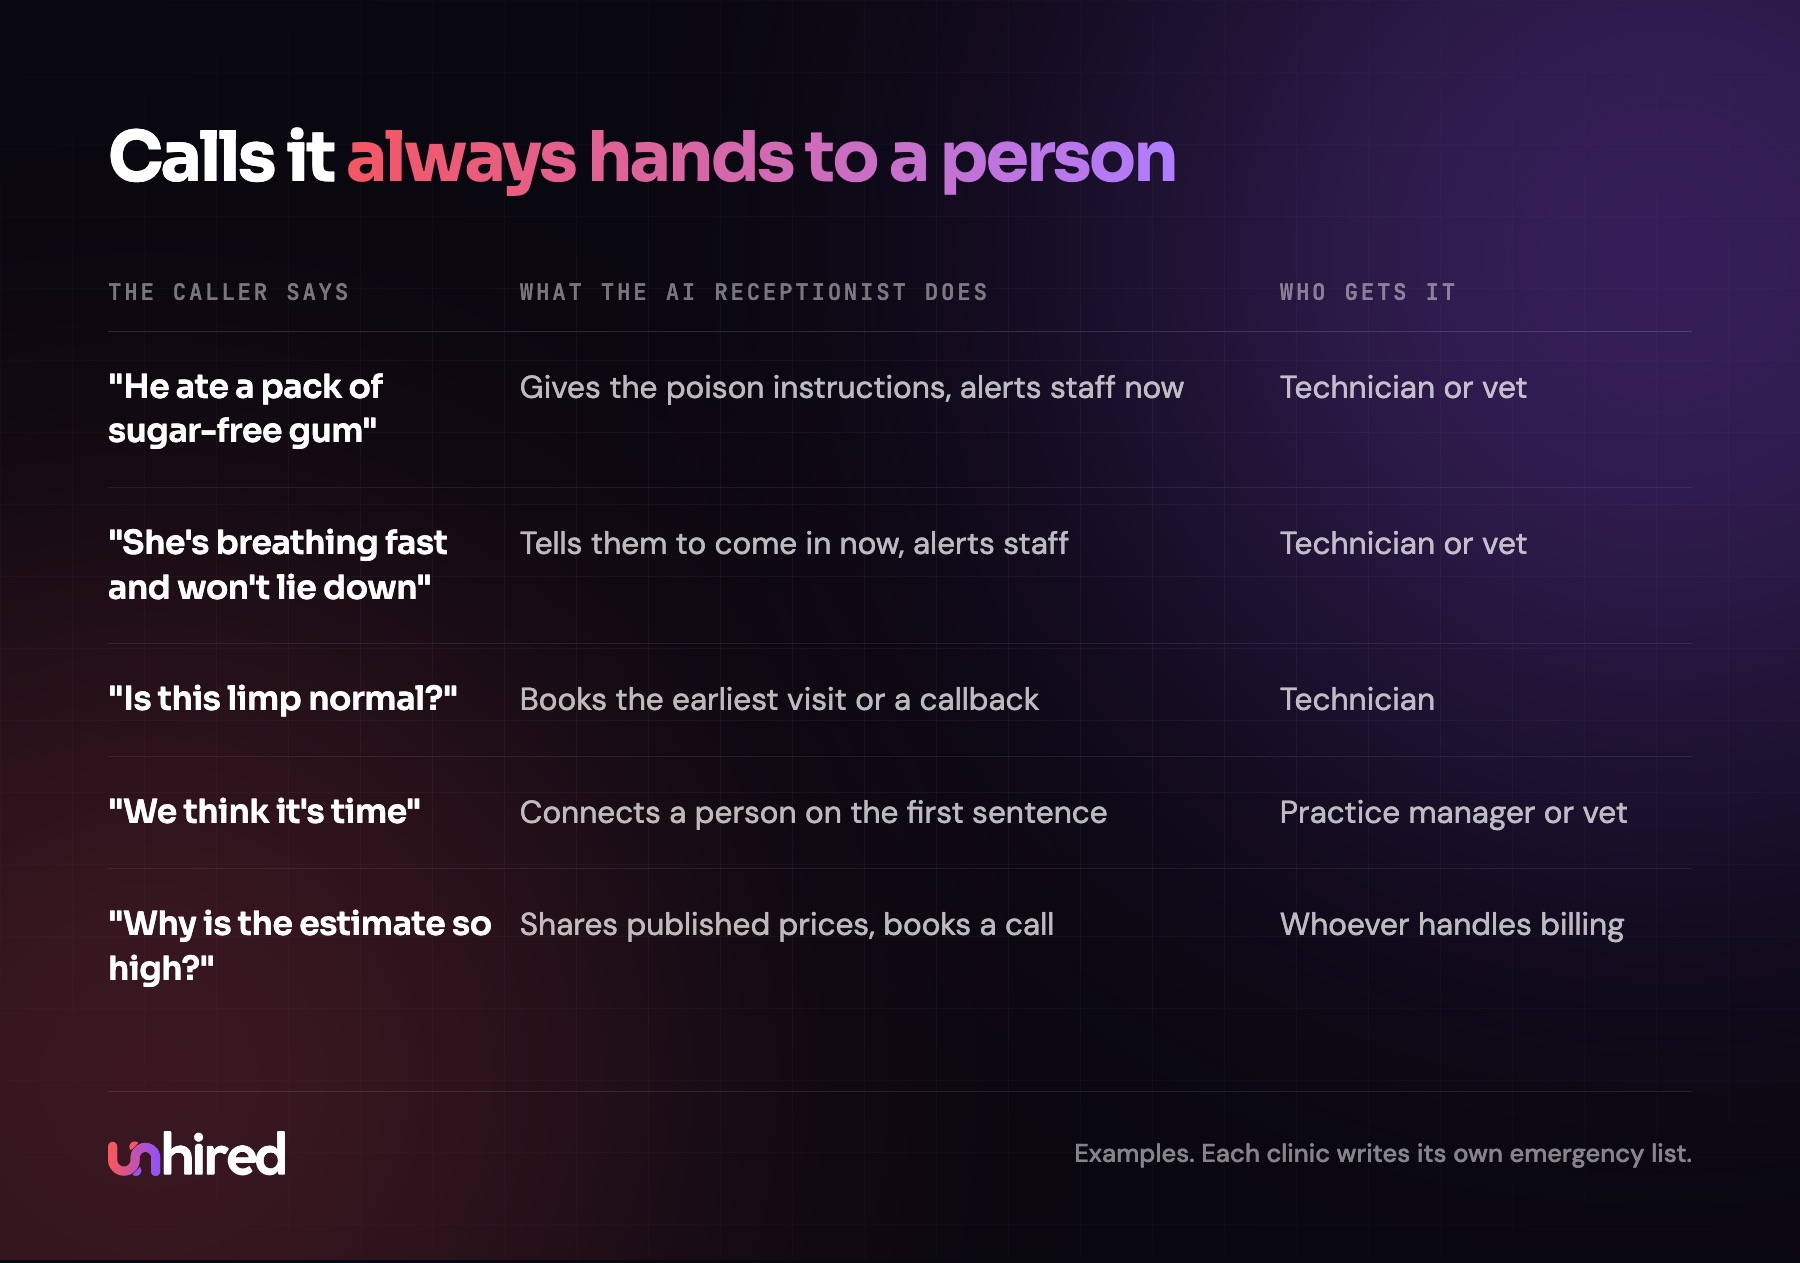 Calls it always hands to a person
THE CALLER SAYS
WHAT THE AI RECEPTIONIST DOES
WHO GETS IT
"He ate a pack of
sugar-free gum"
Gives the poison instructions, alerts staff now
Technician or vet
"She's breathing fast
and won't lie down"
Tells them to come in now, alerts staff
Technician or vet
"Is this limp normal?"
Books the earliest visit or a callback
Technician
"We think it's time"
Connects a person on the first sentence
Practice manager or vet
"Why is the estimate so
high?"
Shares published prices, books a call
Whoever handles billing
unhired
Examples. Each clinic writes its own emergency list.